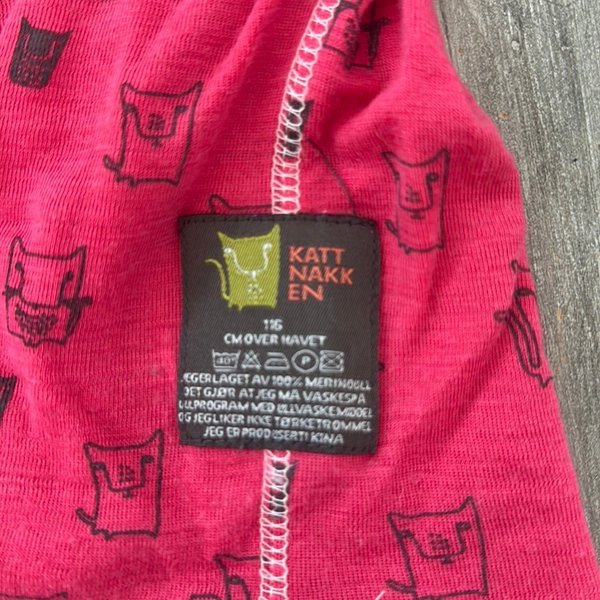 KATT
NAKK
EN
116
CM OVER HAVET
40° P
JEG ER LAGET AV 100% MERINOULL
DET GJØR AT JEG MÅ VASKES PÅ
ULLPROGRAM MED ULLVASKEMIDDEL
OG JEG LIKER IKKE TØRKETROMMEL
JEG ER PRODUSERT I KINA